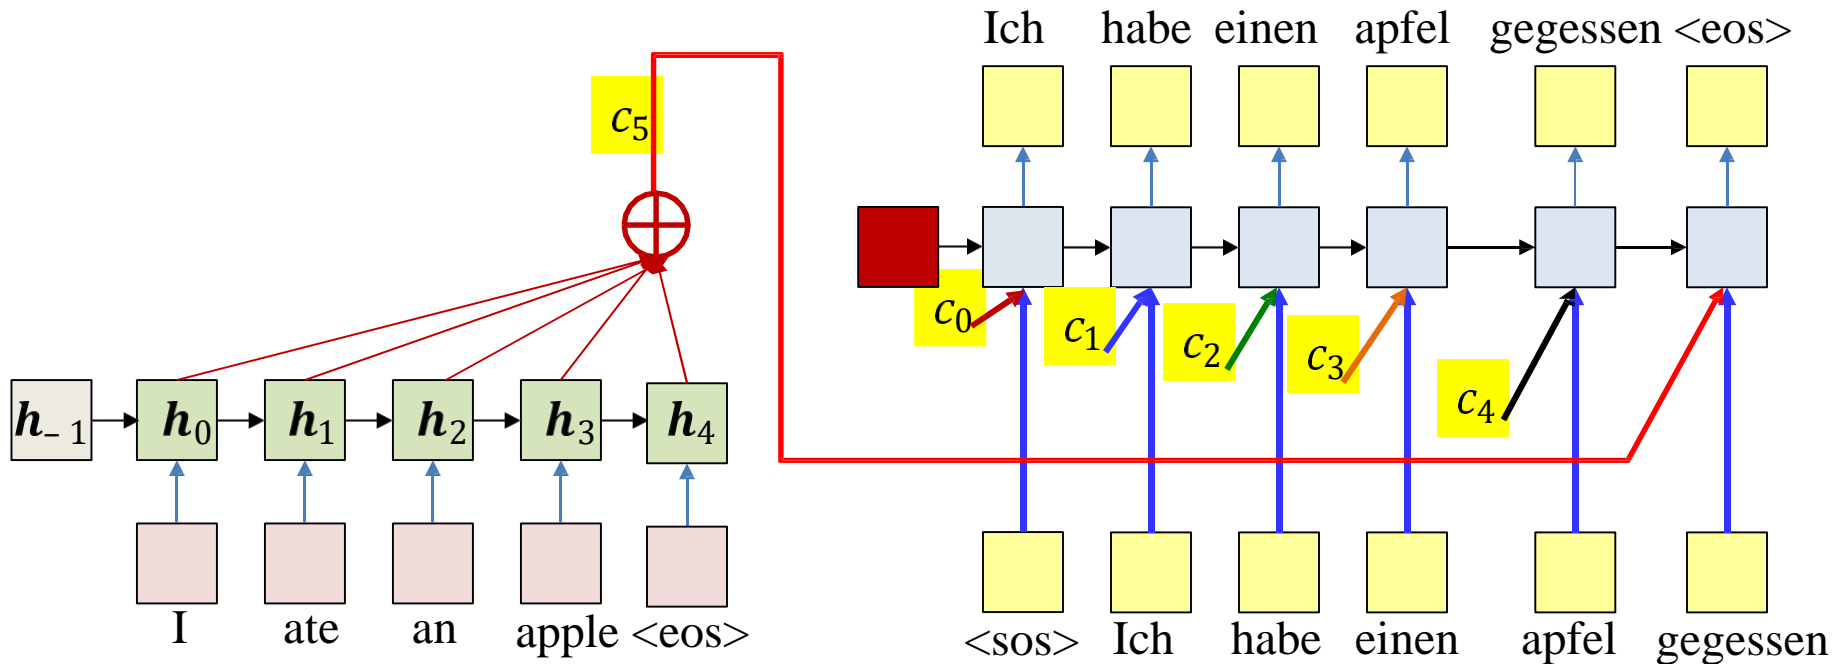 Ich habe einen apfel gegessen <eos>
c₅
c₀ c₁ c₂ c₃ c₄
h₋₁ h₀ h₁ h₂ h₃ h₄
I ate an apple <eos>
<sos> Ich habe einen apfel gegessen